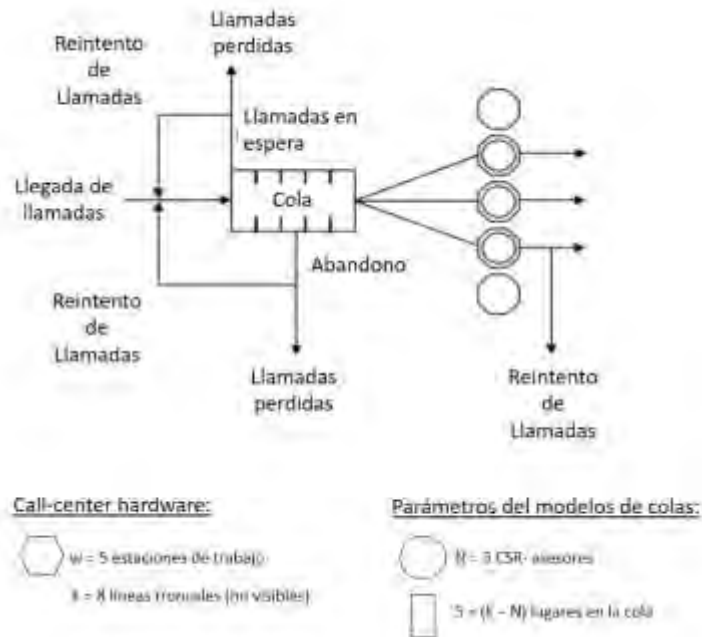 Llamadas
perdidas
Reintento
de
Llamadas
Llamadas en
espera
Llegada de
llamadas
Cola
Abandono
Reintento
de
Llamadas
Llamadas
perdidas
Reintento
de
Llamadas
Call-center hardware:
w = 5 estaciones de trabajo
k = 8 lineas troncales (no visibles)
Parámetros del modelos de colas:
N = 3 CSR- asesores
5 = (k - N) lugares en la cola